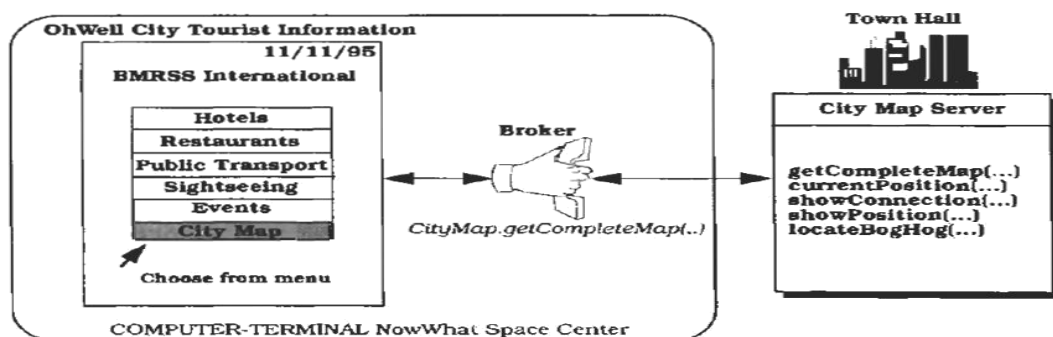 OhWell City Tourist Information
11/11/95
BMRSS International
Hotels
Restaurants
Public Transport
Sightseeing
Events
City Map
Choose from menu
COMPUTER-TERMINAL NowWhat Space Center
Broker
CityMap.getCompleteMap(..)
Town Hall
City Map Server
getCompleteMap(...)
currentPosition(...)
showConnection(...)
showPosition(...)
locateBogHog(...)